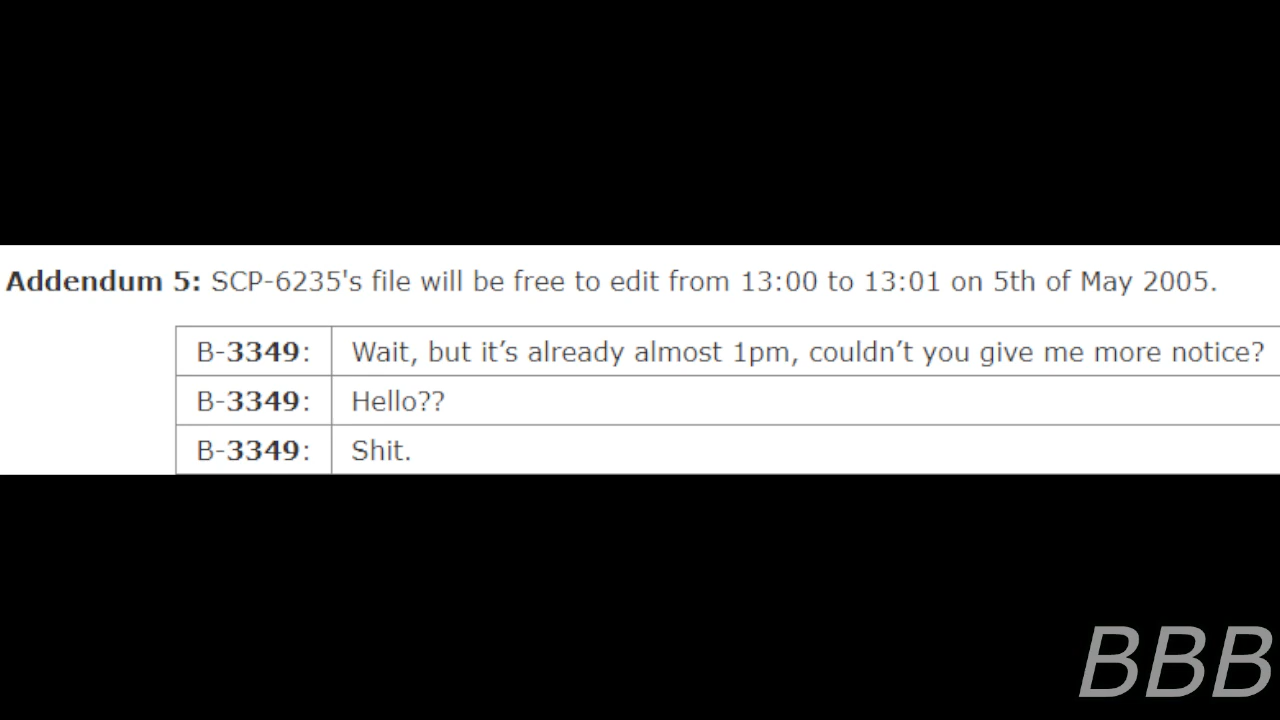 Addendum 5: SCP-6235's file will be free to edit from 13:00 to 13:01 on 5th of May 2005.
B-3349: Wait, but it’s already almost 1pm, couldn’t you give me more notice?
B-3349: Hello??
B-3349: Shit.
BBB